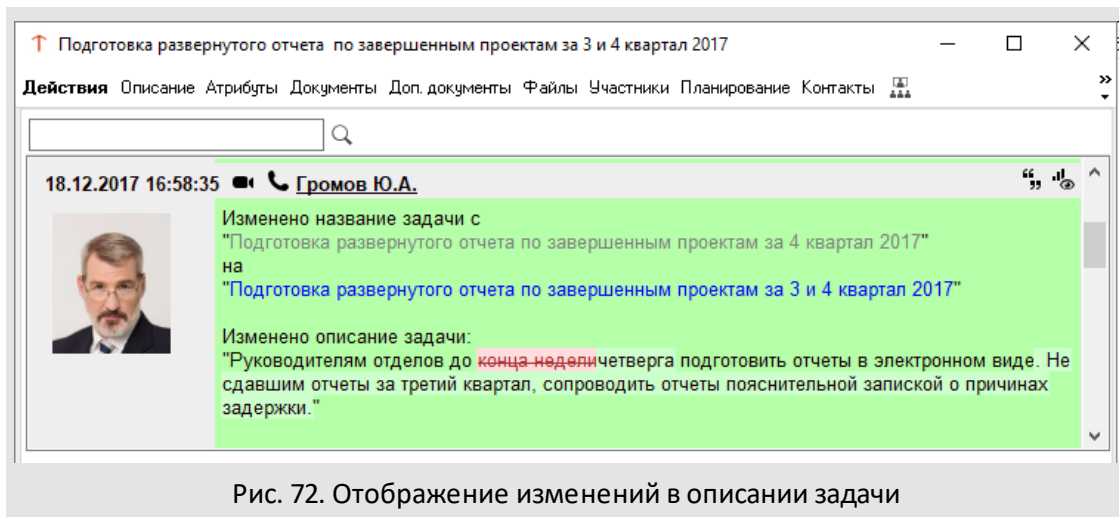 Подготовка развернутого отчета по завершенным проектам за 3 и 4 квартал 2017
Действия Описание Атрибуты Документы Доп. документы Файлы Участники Планирование Контакты
18.12.2017 16:58:35 Громов Ю.А.
Изменено название задачи с
"Подготовка развернутого отчета по завершенным проектам за 4 квартал 2017"
на
"Подготовка развернутого отчета по завершенным проектам за 3 и 4 квартал 2017"
Изменено описание задачи:
"Руководителям отделов до конца неделичетверга подготовить отчеты в электронном виде. Не
сдавшим отчеты за третий квартал, сопроводить отчеты пояснительной запиской о причинах
задержки."
Рис. 72. Отображение изменений в описании задачи